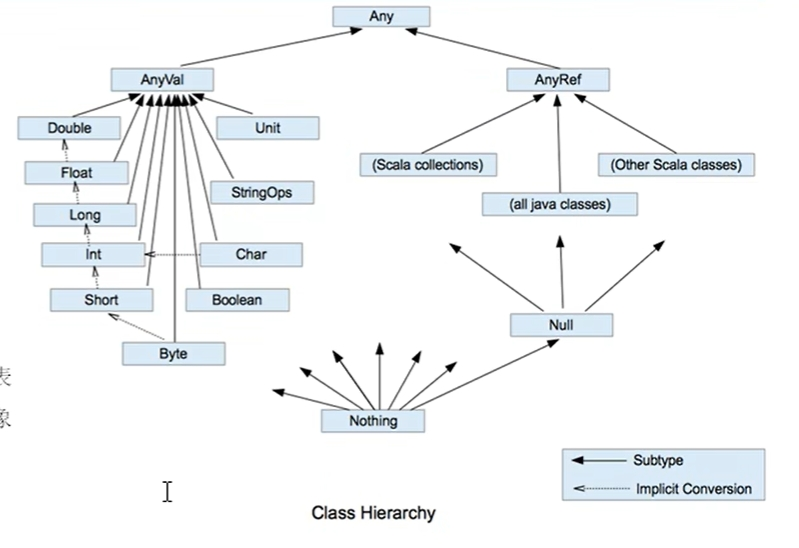 Any
AnyVal
AnyRef
Double
Unit
Float
(Scala collections)
(Other Scala classes)
StringOps
(all java classes)
Long
Int
Char
Short
Boolean
Null
Byte
表
像
Nothing
Subtype
Implicit Conversion
Class Hierarchy